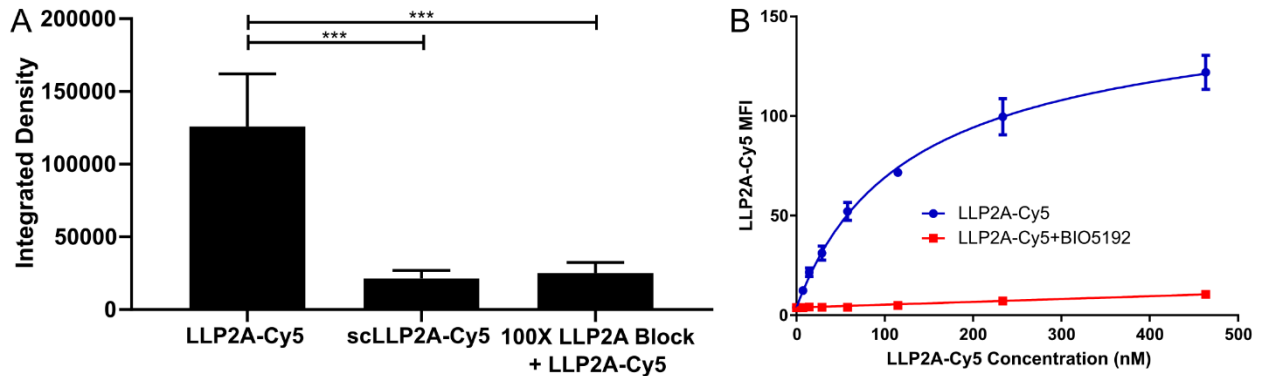 A
Integrated Density
200000
150000
100000
50000
0
***
***
LLP2A-Cy5
scLLP2A-Cy5
100X LLP2A Block
+ LLP2A-Cy5
B
LLP2A-Cy5 MFI
150
100
50
0
LLP2A-Cy5
LLP2A-Cy5+BIO5192
0 100 200 300 400 500
LLP2A-Cy5 Concentration (nM)